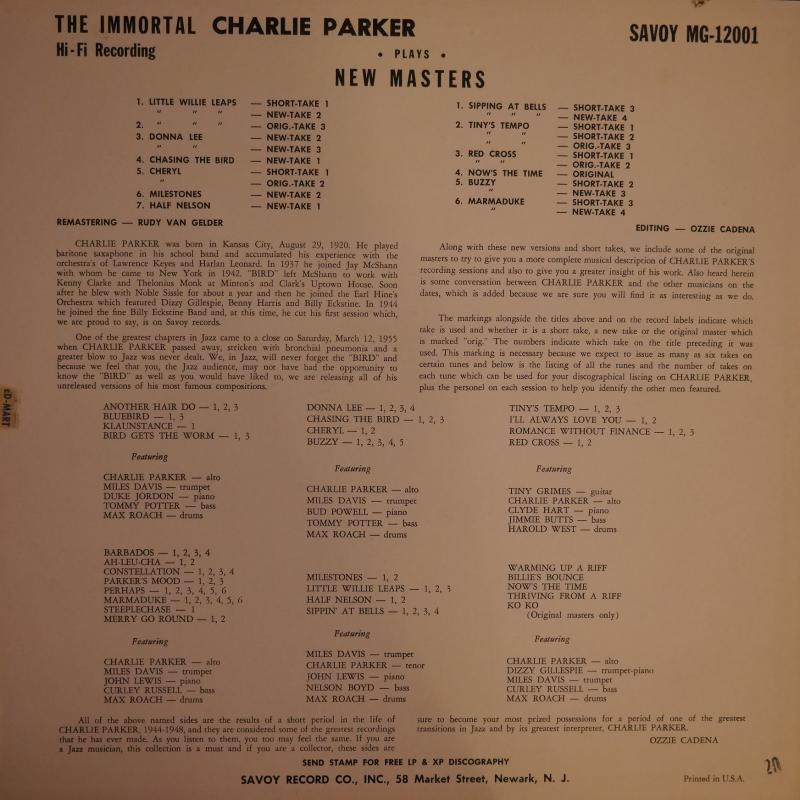 THE IMMORTAL CHARLIE PARKER
SAVOY MG-12001
Hi-Fi Recording
• PLAYS •
NEW MASTERS
1. LITTLE WILLIE LEAPS — SHORT-TAKE 1
" " " — NEW-TAKE 2
2. " " " — ORIG.-TAKE 3
3. DONNA LEE — NEW-TAKE 2
" " — NEW-TAKE 3
4. CHASING THE BIRD — NEW-TAKE 1
5. CHERYL — SHORT-TAKE 1
" — ORIG.-TAKE 2
6. MILESTONES — NEW-TAKE 2
7. HALF NELSON — NEW-TAKE 1
REMASTERING — RUDY VAN GELDER
1. SIPPING AT BELLS — SHORT-TAKE 3
" " " — NEW-TAKE 4
2. TINY'S TEMPO — SHORT-TAKE 1
" " — SHORT-TAKE 2
" " — ORIG.-TAKE 3
3. RED CROSS — SHORT-TAKE 1
" " — ORIG.-TAKE 2
4. NOW'S THE TIME — ORIGINAL
5. BUZZY — SHORT-TAKE 2
" — NEW-TAKE 3
6. MARMADUKE — SHORT-TAKE 3
" — NEW-TAKE 4
EDITING — OZZIE CADENA
CHARLIE PARKER was born in Kansas City, August 29, 1920. He played
baritone saxophone in his school band and accumulated his experience with the
orchestra's of Lawrence Keyes and Harlan Leonard. In 1937 he joined Jay McShann
with whom he came to New York in 1942. "BIRD" left McShann to work with
Kenny Clarke and Thelonius Monk at Minton's and Clark's Uptown House. Soon
after he blew with Noble Sissle for about a year and then he joined the Earl Hine's
Orchestra which featured Dizzy Gillespie, Benny Harris and Billy Eckstine. In 1944
he joined the fine Billy Eckstine Band and, at this time, he cut his first session which,
we are proud to say, is on Savoy records.
One of the greatest chapters in Jazz came to a close on Saturday, March 12, 1955
when CHARLIE PARKER passed away, stricken with bronchial pneumonia and a
greater blow to Jazz was never dealt. We, in Jazz, will never forget the "BIRD" and
because we feel that you, the Jazz audience, may not have had the opportunity to
know the "BIRD" as well as you would have liked to, we are releasing all of his
unreleased versions of his most famous compositions.
Along with these new versions and short takes, we include some of the original
masters to try to give you a more complete musical description of CHARLIE PARKER'S
recording sessions and also to give you a greater insight of his work. Also heard herein
is some conversation between CHARLIE PARKER and the other musicians on the
dates, which is added because we are sure you will find it as interesting as we do.
The markings alongside the titles above and on the record labels indicate which
take is used and whether it is a short take, a new take or the original master which
is marked "orig." The numbers indicate which take on the title preceding it was
used. This marking is necessary because we expect to issue as many as six takes on
certain tunes and below is the listing of all the tunes and the number of takes on
each tune which can be used for your discographical listing on CHARLIE PARKER,
plus the personel on each session to help you identify the other men featured.
ED-MART
ANOTHER HAIR DO — 1, 2, 3
BLUEBIRD — 1, 3
KLAUNSTANCE — 1
BIRD GETS THE WORM — 1, 3
Featuring
CHARLIE PARKER — alto
MILES DAVIS — trumpet
DUKE JORDON — piano
TOMMY POTTER — bass
MAX ROACH — drums
DONNA LEE — 1, 2, 3, 4
CHASING THE BIRD — 1, 2, 3
CHERYL — 1, 2
BUZZY — 1, 2, 3, 4, 5
Featuring
CHARLIE PARKER — alto
MILES DAVIS — trumpet
BUD POWELL — piano
TOMMY POTTER — bass
MAX ROACH — drums
TINY'S TEMPO — 1, 2, 3
I'LL ALWAYS LOVE YOU — 1, 2
ROMANCE WITHOUT FINANCE — 1, 2, 3
RED CROSS — 1, 2
Featuring
TINY GRIMES — guitar
CHARLIE PARKER — alto
CLYDE HART — piano
JIMMIE BUTTS — bass
HAROLD WEST — drums
BARBADOS — 1, 2, 3, 4
AH-LEU-CHA — 1, 2
CONSTELLATION — 1, 2, 3, 4
PARKER'S MOOD — 1, 2, 3
PERHAPS — 1, 2, 3, 4, 5, 6
MARMADUKE — 1, 2, 3, 4, 5, 6
STEEPLECHASE — 1
MERRY GO ROUND — 1, 2
Featuring
CHARLIE PARKER — alto
MILES DAVIS — trumpet
JOHN LEWIS — piano
CURLEY RUSSELL — bass
MAX ROACH — drums
MILESTONES — 1, 2
LITTLE WILLIE LEAPS — 1, 2, 3
HALF NELSON — 1, 2
SIPPIN' AT BELLS — 1, 2, 3, 4
Featuring
MILES DAVIS — trumpet
CHARLIE PARKER — tenor
JOHN LEWIS — piano
NELSON BOYD — bass
MAX ROACH — drums
WARMING UP A RIFF
BILLIE'S BOUNCE
NOW'S THE TIME
THRIVING FROM A RIFF
KO KO
(Original masters only)
Featuring
CHARLIE PARKER — alto
DIZZY GILLESPIE — trumpet-piano
MILES DAVIS — trumpet
CURLEY RUSSELL — bass
MAX ROACH — drums
All of the above named sides are the results of a short period in the life of
CHARLIE PARKER, 1944-1948, and they are considered some of the greatest recordings
that he has ever made. As you listen to them, you too may feel the same. If you are
a Jazz musician, this collection is a must and if you are a collector, these sides are
sure to become your most prized possessions for a period of one of the greatest
transitions in Jazz and by its greatest interpreter, CHARLIE PARKER.
OZZIE CADENA
SEND STAMP FOR FREE LP & XP DISCOGRAPHY
SAVOY RECORD CO., INC., 58 Market Street, Newark, N. J.
Printed in U.S.A.